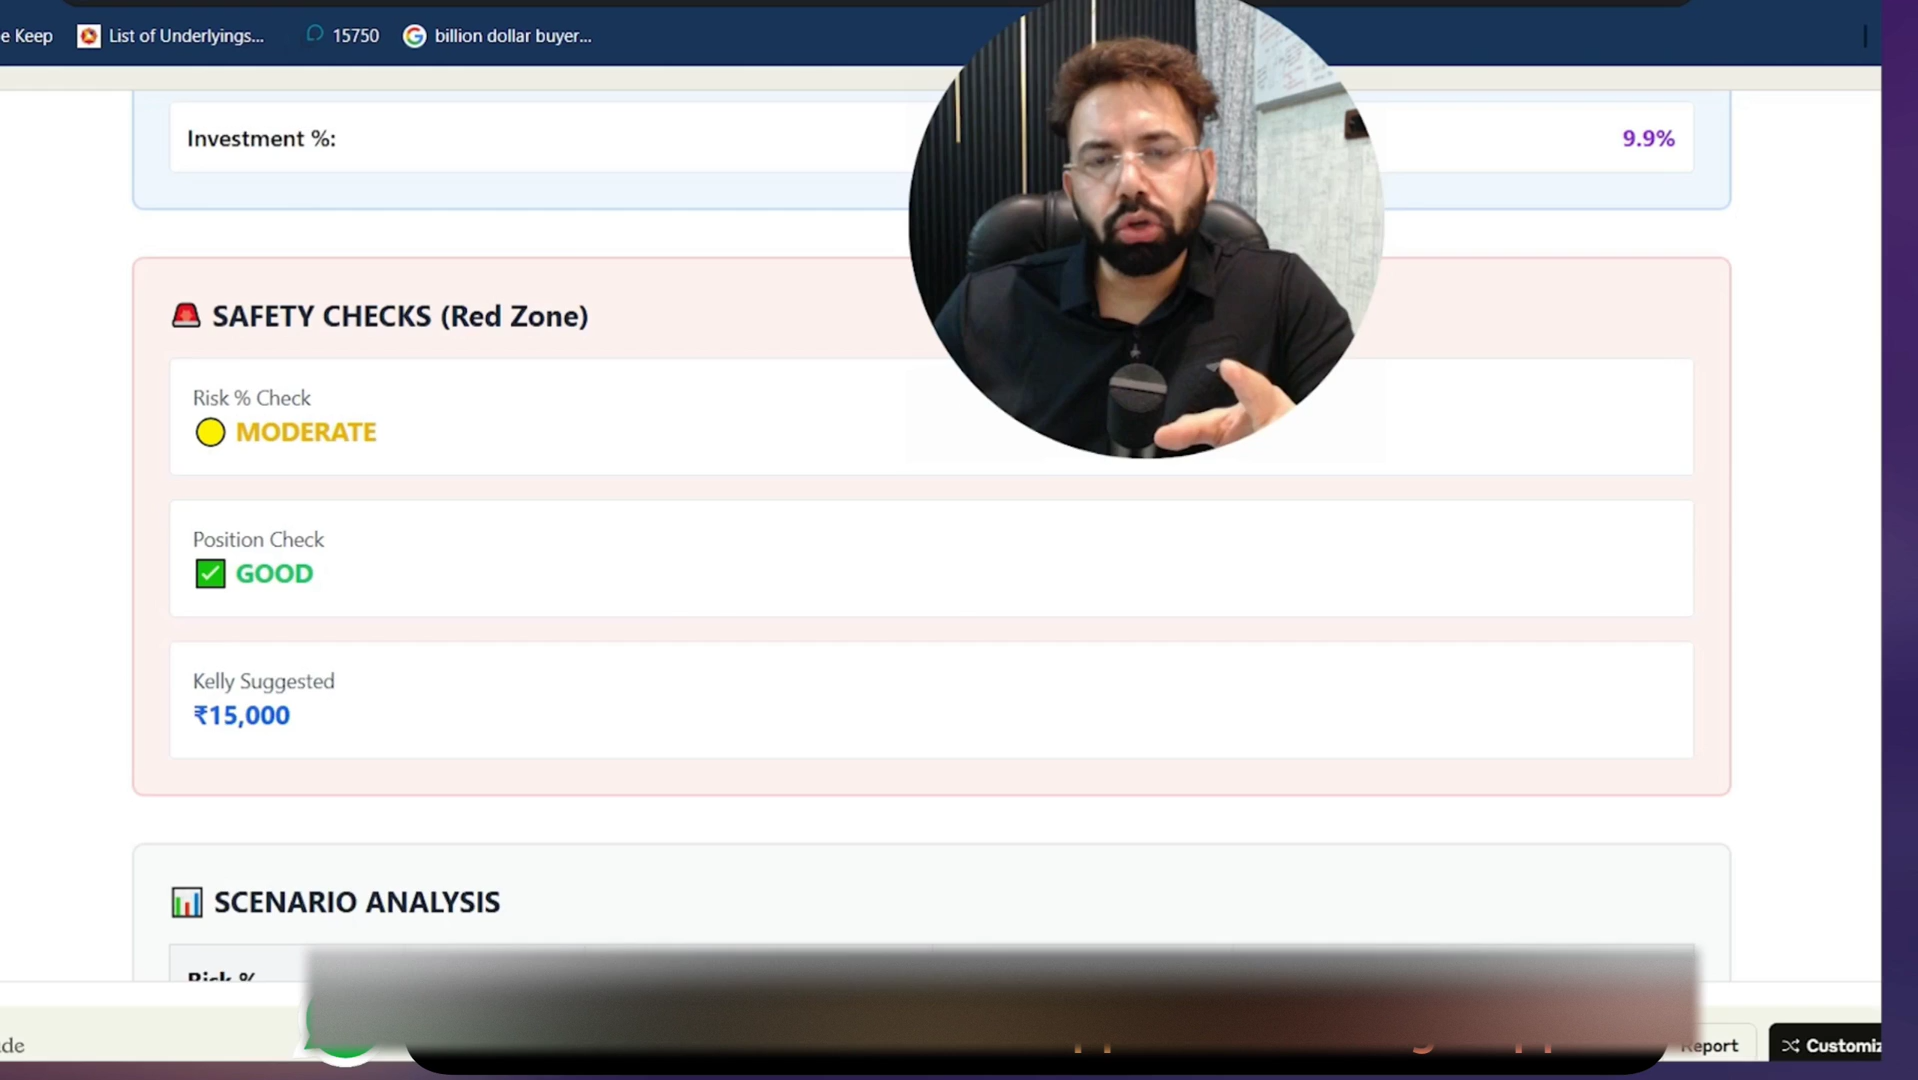 e Keep
List of Underlyings...
15750
billion dollar buyer...
Investment %:
9.9%
SAFETY CHECKS (Red Zone)
Risk % Check
MODERATE
Position Check
GOOD
Kelly Suggested
₹15,000
SCENARIO ANALYSIS
Risk %
Report
Customiz